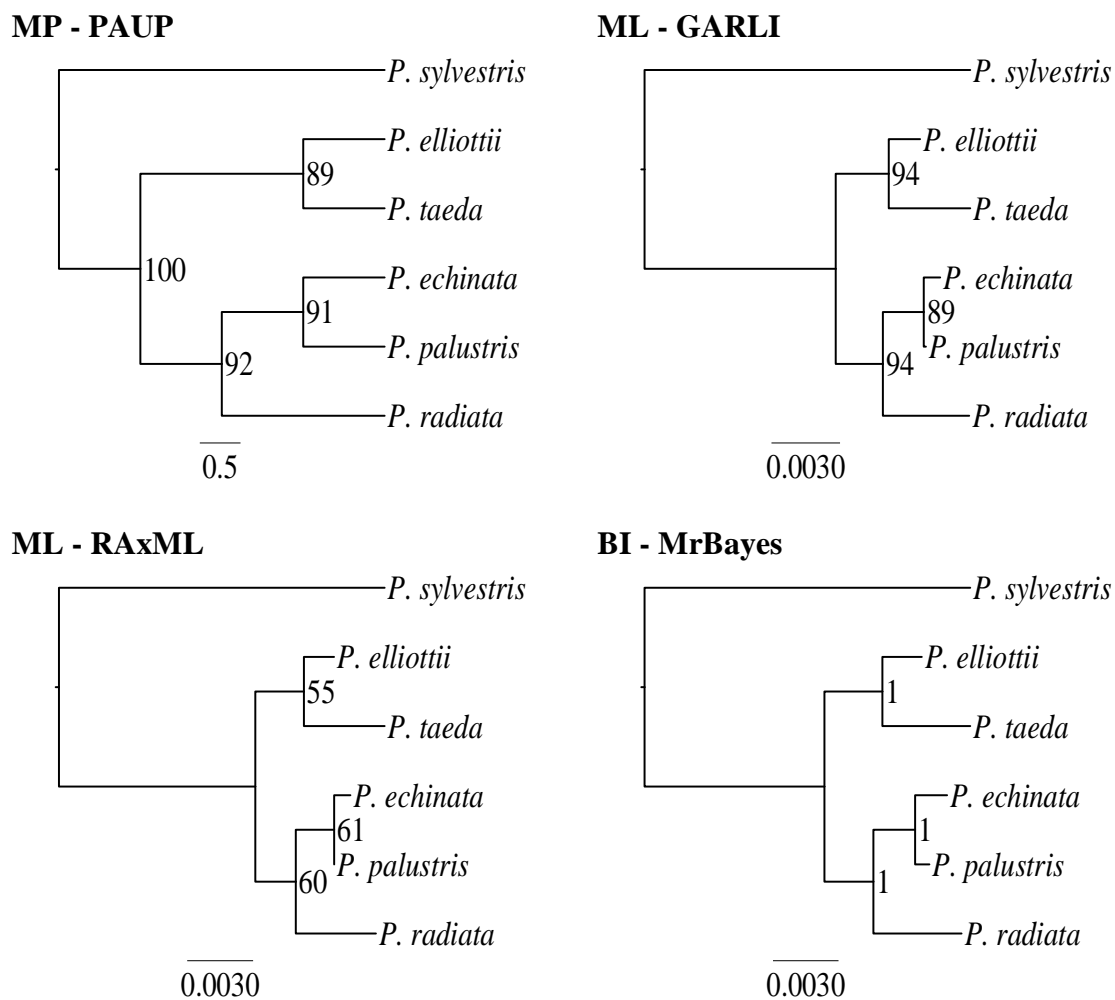 MP - PAUP
P. sylvestris
P. elliottii
89
P. taeda
100
P. echinata
91
P. palustris
92
P. radiata
0.5
ML - GARLI
P. sylvestris
P. elliottii
94
P. taeda
P. echinata
89
P. palustris
94
P. radiata
0.0030
ML - RAxML
P. sylvestris
P. elliottii
55
P. taeda
P. echinata
61
P. palustris
60
P. radiata
0.0030
BI - MrBayes
P. sylvestris
P. elliottii
1
P. taeda
P. echinata
1
P. palustris
1
P. radiata
0.0030